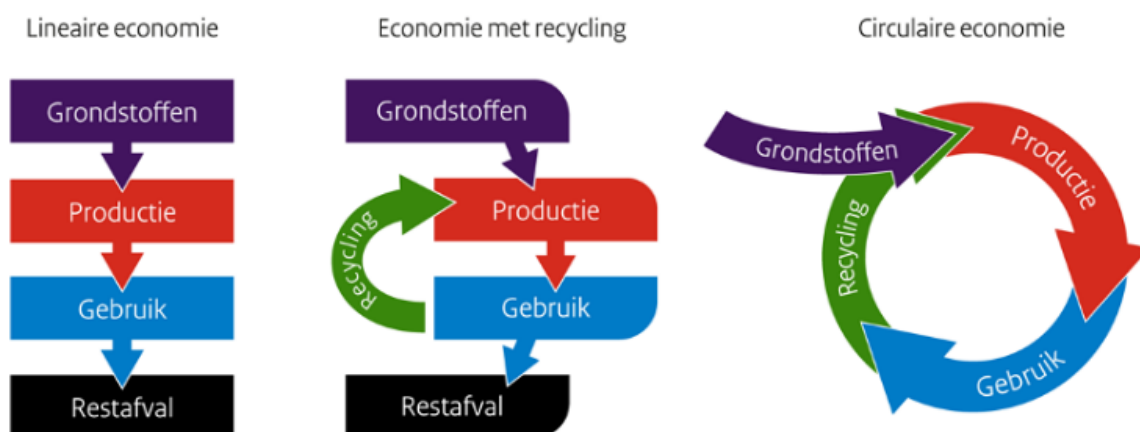 Lineaire economie
Grondstoffen
Productie
Gebruik
Restafval
Economie met recycling
Grondstoffen
Recycling
Productie
Gebruik
Restafval
Circulaire economie
Grondstoffen
Productie
Recycling
Gebruik